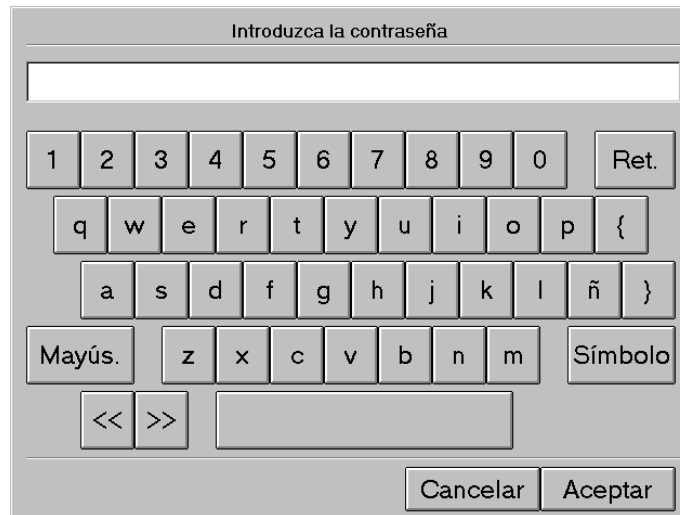 Introduzca la contraseña
1 2 3 4 5 6 7 8 9 0 Ret.
q w e r t y u i o p {
a s d f g h j k l ñ }
Mayús. z x c v b n m Símbolo
<< >>
Cancelar Aceptar